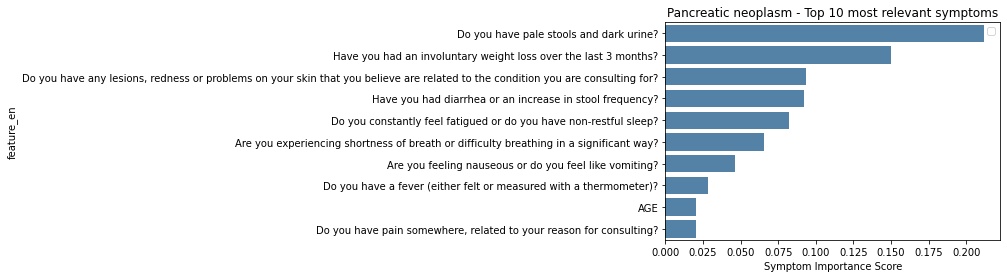 Pancreatic neoplasm - Top 10 most relevant symptoms
Do you have pale stools and dark urine?
Have you had an involuntary weight loss over the last 3 months?
Do you have any lesions, redness or problems on your skin that you believe are related to the condition you are consulting for?
Have you had diarrhea or an increase in stool frequency?
Do you constantly feel fatigued or do you have non-restful sleep?
Are you experiencing shortness of breath or difficulty breathing in a significant way?
Are you feeling nauseous or do you feel like vomiting?
Do you have a fever (either felt or measured with a thermometer)?
AGE
Do you have pain somewhere, related to your reason for consulting?
feature_en
0.000 0.025 0.050 0.075 0.100 0.125 0.150 0.175 0.200
Symptom Importance Score